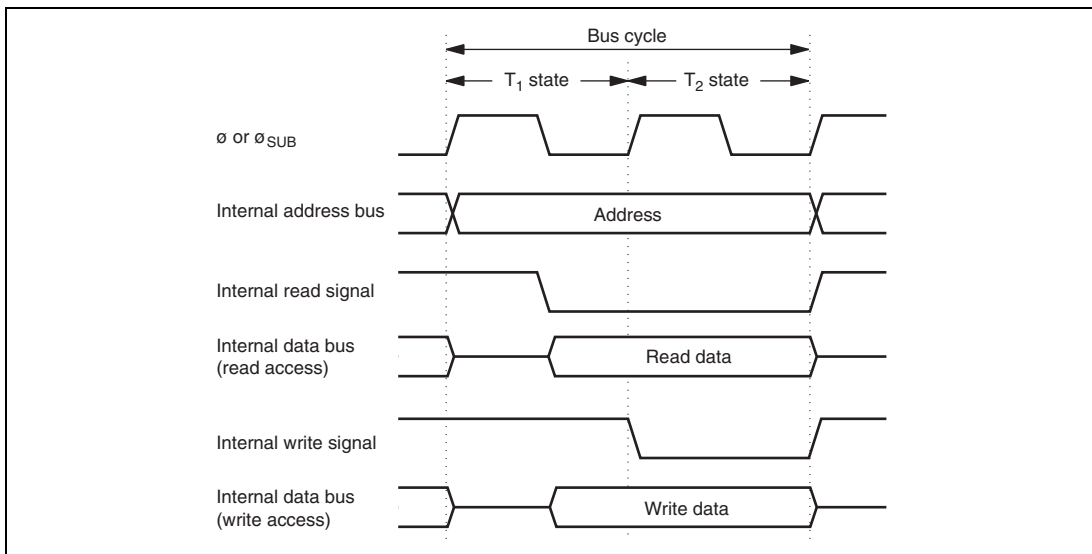 Bus cycle
T₁ state
T₂ state
ø or ø SUB
Internal address bus
Address
Internal read signal
Internal data bus
(read access)
Read data
Internal write signal
Internal data bus
(write access)
Write data